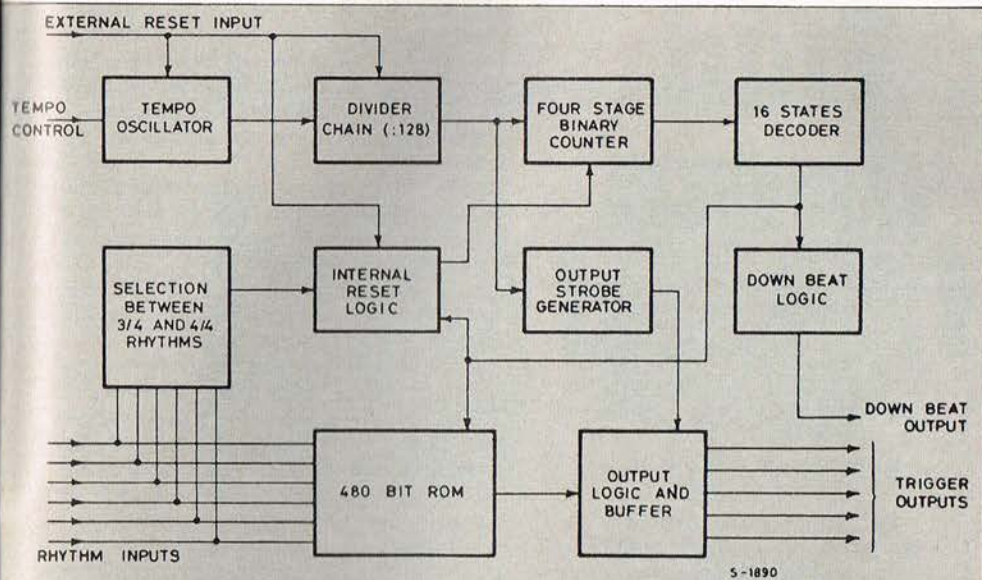 EXTERNAL RESET INPUT
TEMPO
CONTROL
TEMPO
OSCILLATOR
DIVIDER
CHAIN (:128)
FOUR STAGE
BINARY
COUNTER
16 STATES
DECODER
SELECTION
BETWEEN
3/4 AND 4/4
RHYTHMS
INTERNAL
RESET
LOGIC
OUTPUT
STROBE
GENERATOR
DOWN BEAT
LOGIC
DOWN BEAT
OUTPUT
480 BIT ROM
OUTPUT
LOGIC AND
BUFFER
TRIGGER
OUTPUTS
RHYTHM INPUTS
S-1890